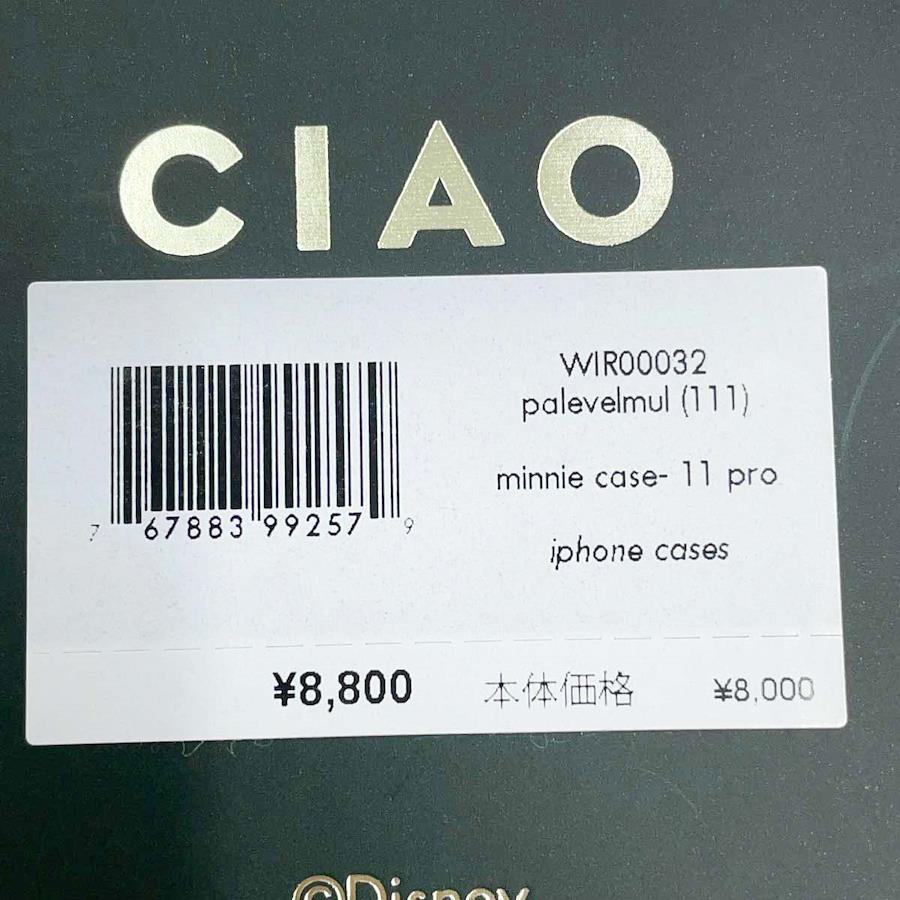 CIAO
WIR00032
palevelmul (111)
minnie case- 11 pro
iphone cases
7 67883 99257 9
¥8,800 本体価格 ¥8,000
©Disney